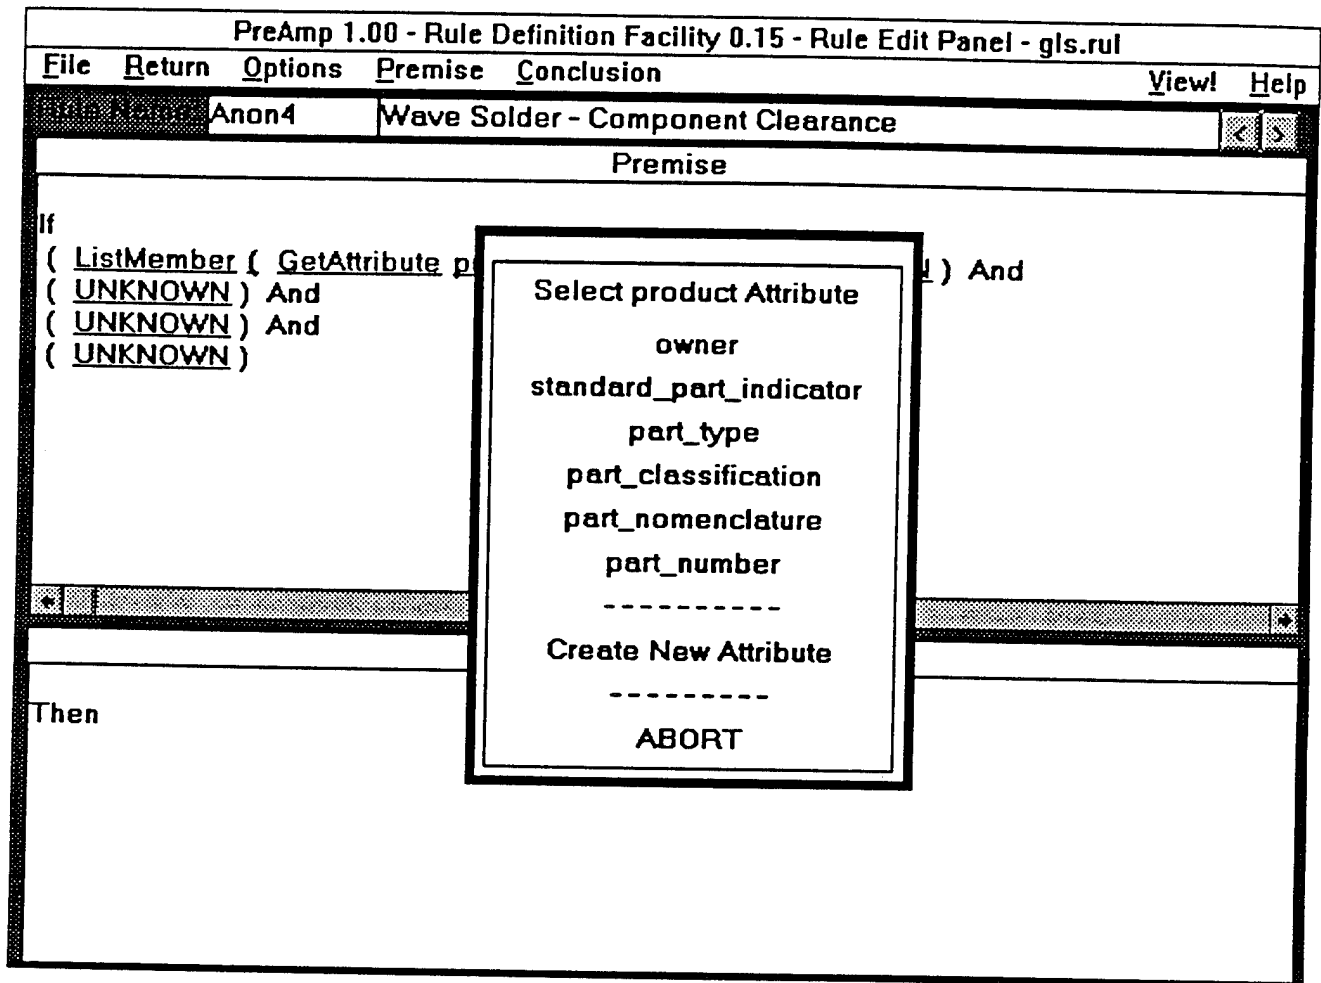 PreAmp 1.00 - Rule Definition Facility 0.15 - Rule Edit Panel - gls.rul
File Return Options Premise Conclusion View! Help
Rule Name: Anon4 Wave Solder - Component Clearance < >
Premise
If
( ListMember ( GetAttribute ) And
( UNKNOWN ) And
( UNKNOWN ) And
( UNKNOWN )
Select product Attribute
owner
standard_part_indicator
part_type
part_classification
part_nomenclature
part_number
----------
Create New Attribute
---------
ABORT
Then